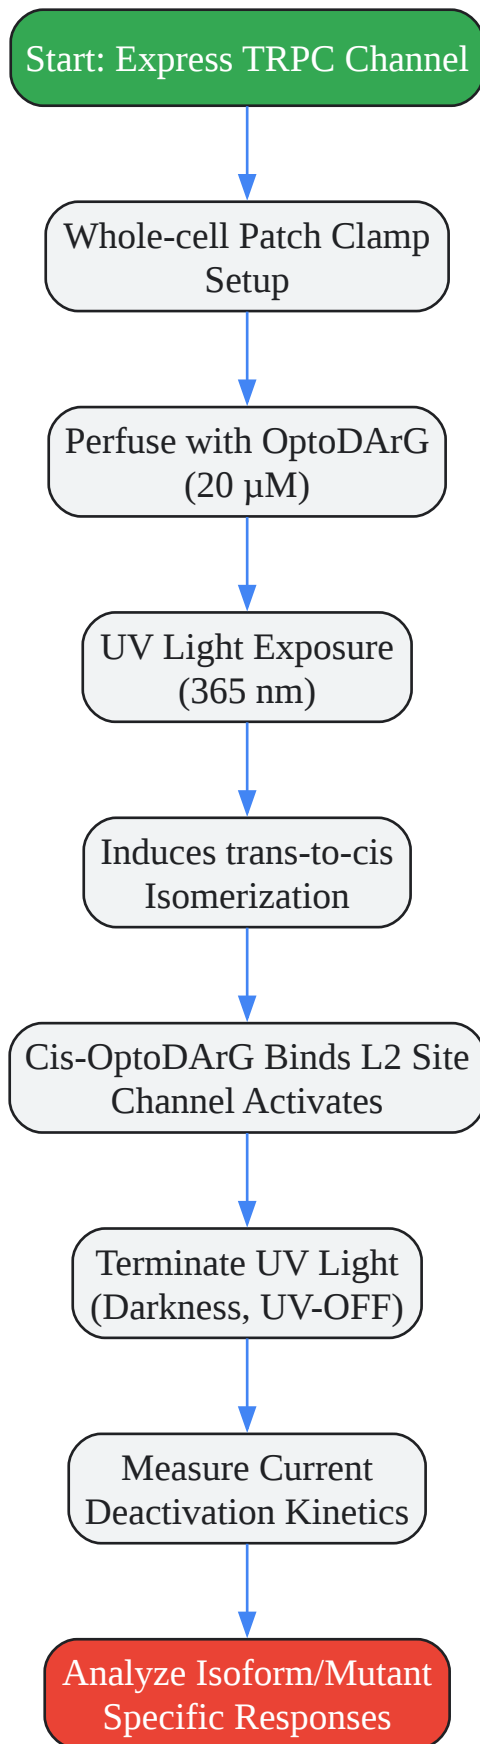 Start: Express TRPC Channel
Whole-cell Patch Clamp
Setup
Perfuse with OptoDArG
(20 µM)
UV Light Exposure
(365 nm)
Induces trans-to-cis
Isomerization
Cis-OptoDArG Binds L2 Site
Channel Activates
Terminate UV Light
(Darkness, UV-OFF)
Measure Current
Deactivation Kinetics
Analyze Isoform/Mutant
Specific Responses